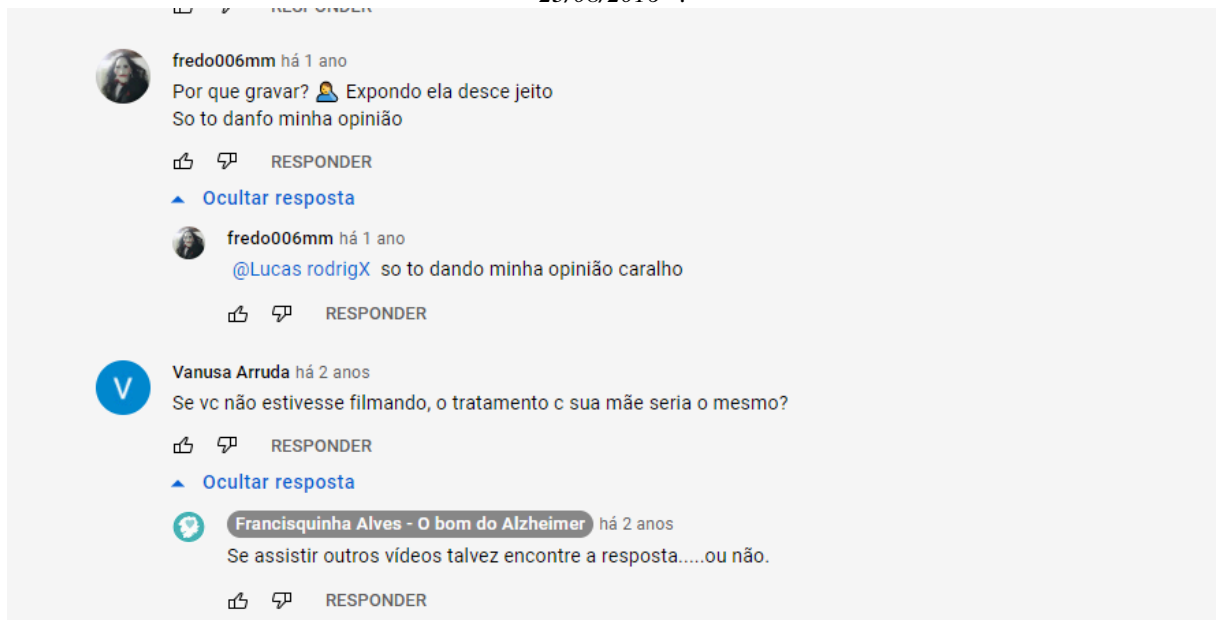 RESPONDER
fredo006mm há 1 ano
Por que gravar? 🤦 Expondo ela desce jeito
So to danfo minha opinião
RESPONDER
Ocultar resposta
fredo006mm há 1 ano
@Lucas rodrigX so to dando minha opinião caralho
RESPONDER
V
Vanusa Arruda há 2 anos
Se vc não estivesse filmando, o tratamento c sua mãe seria o mesmo?
RESPONDER
Ocultar resposta
Francisquinha Alves - O bom do Alzheimer há 2 anos
Se assistir outros vídeos talvez encontre a resposta.....ou não.
RESPONDER